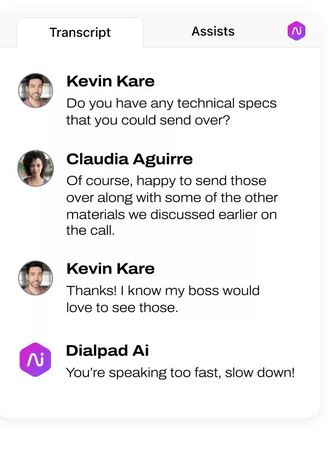 Transcript
Assists
Ai
Kevin Kare
Do you have any technical specs
that you could send over?
Claudia Aguirre
Of course, happy to send those
over along with some of the other
materials we discussed earlier on
the call.
Kevin Kare
Thanks! I know my boss would
love to see those.
Ai
Dialpad Ai
You’re speaking too fast, slow down!